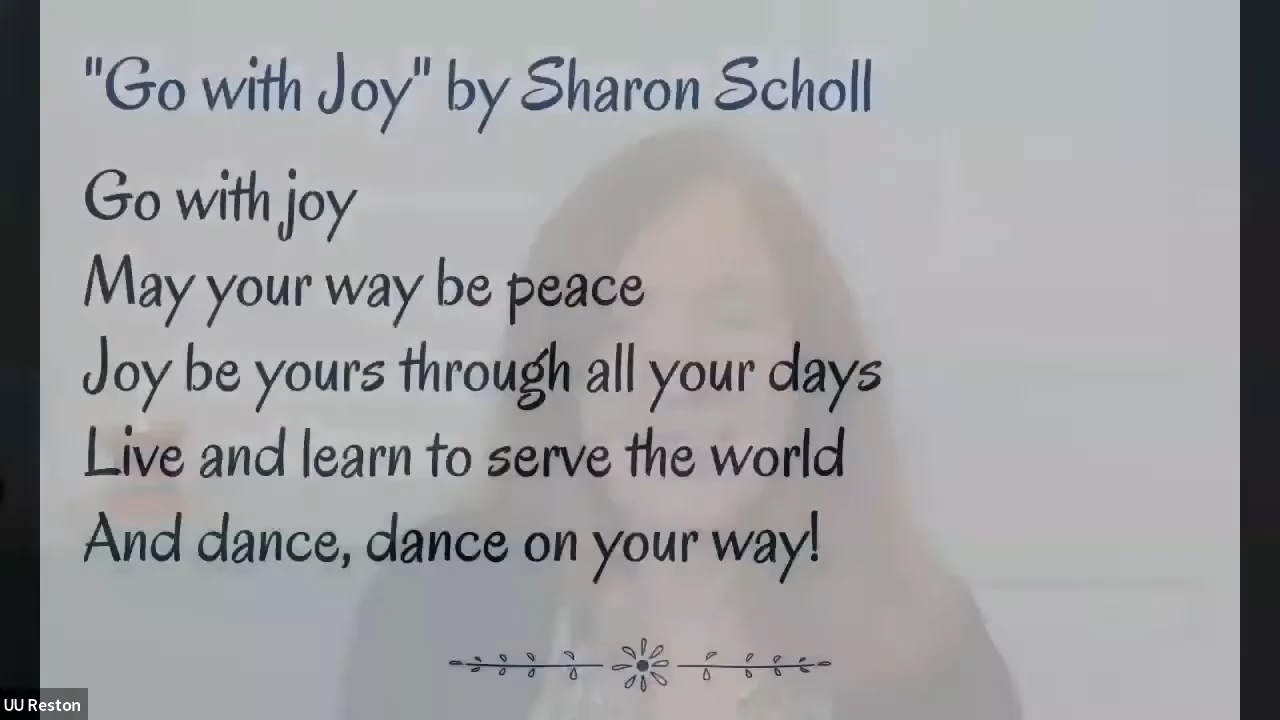 "Go with Joy" by Sharon Scholl
Go with joy
May your way be peace
Joy be yours through all your days
Live and learn to serve the world
And dance, dance on your way!
UU Reston